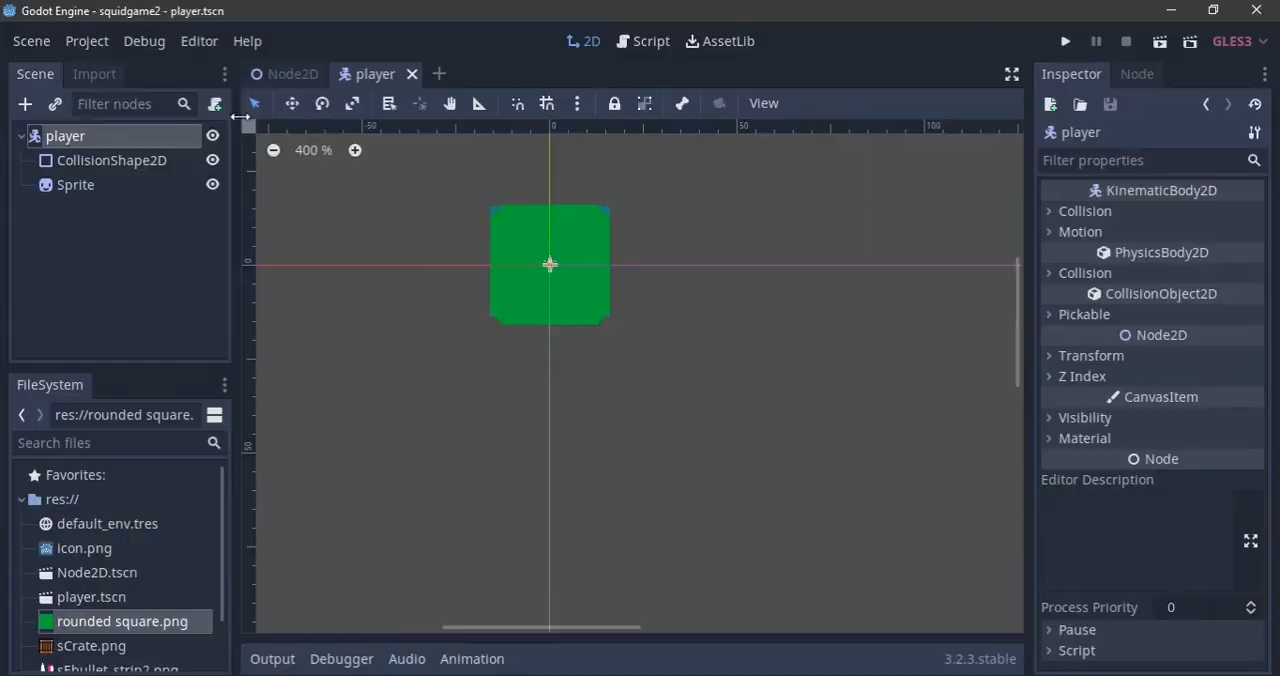 Godot Engine - squidgame2 - player.tscn
Scene Project Debug Editor Help
2D Script AssetLib
GLES3
Scene Import
Node2D player
Inspector Node
Filter nodes
View
player
CollisionShape2D
Sprite
-50 0 50 100
400 %
0
50
player
Filter properties
KinematicBody2D
Collision
Motion
PhysicsBody2D
Collision
CollisionObject2D
Pickable
Node2D
Transform
Z Index
CanvasItem
Visibility
Material
Node
Editor Description
Process Priority 0
Pause
Script
FileSystem
res://rounded square.
Search files
Favorites:
res://
default_env.tres
icon.png
Node2D.tscn
player.tscn
rounded square.png
sCrate.png
sEbullet_strip2.png
Output Debugger Audio Animation 3.2.3.stable